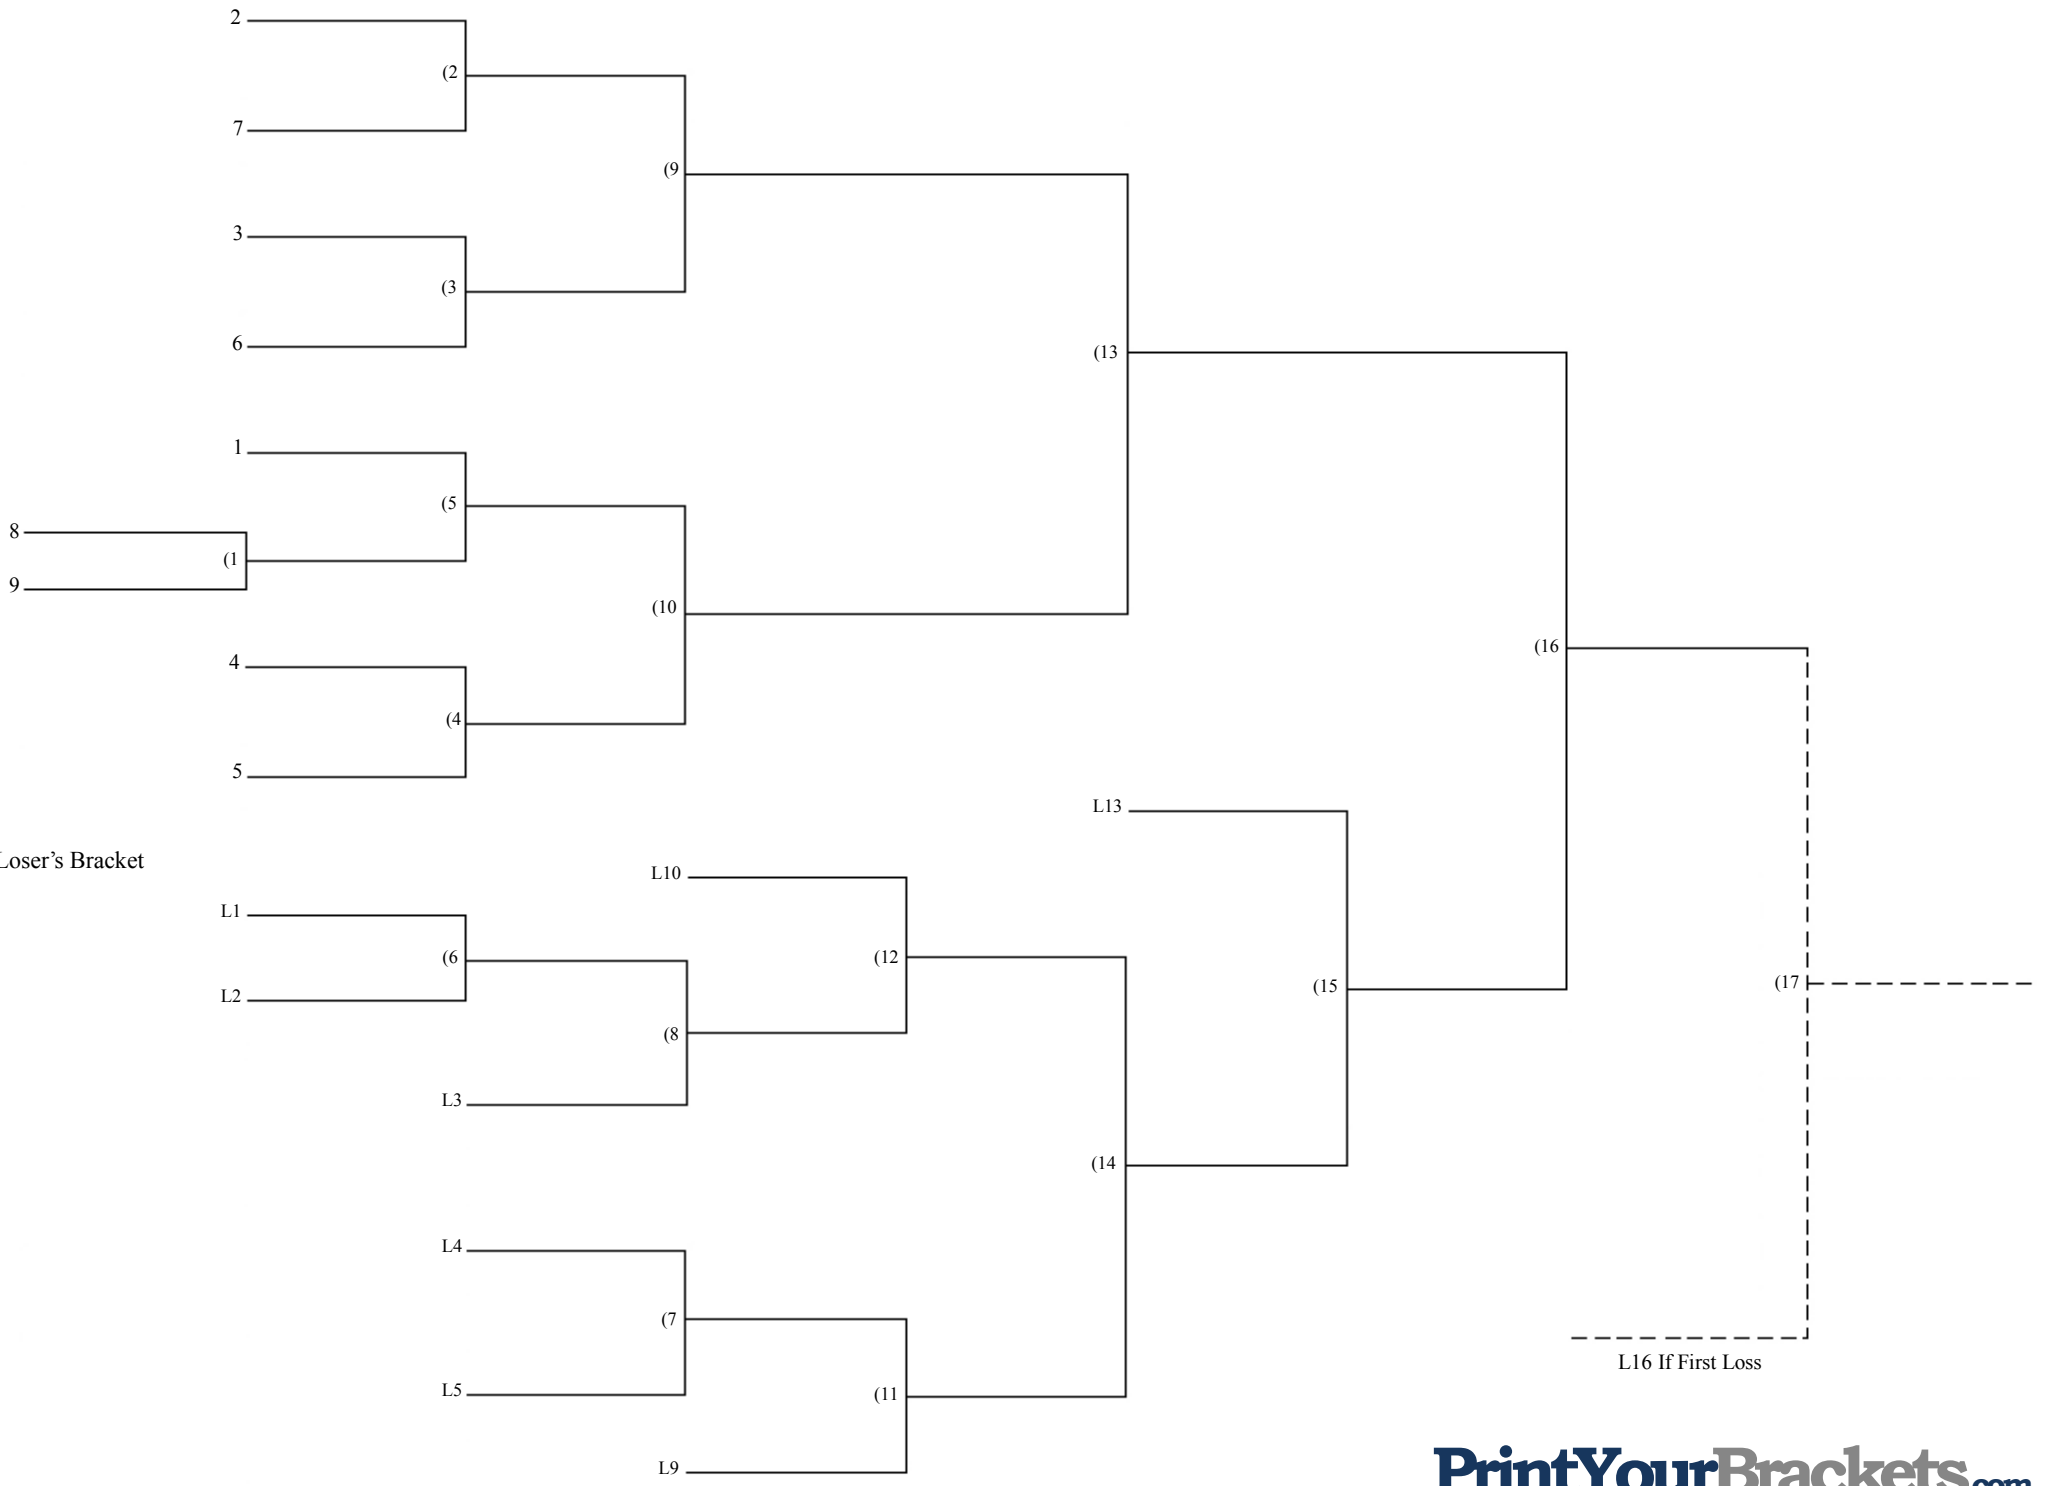 2
(2
7
(9
3
(3
6
(13
1
(5
8
(1
9
(10
(16
4
(4
5
L13
Loser’s Bracket
L10
L1
(6
(12
L2
(15
(17
(8
L3
(14
L4
(7
L16 If First Loss
L5
(11
L9
PrintYourBrackets.com